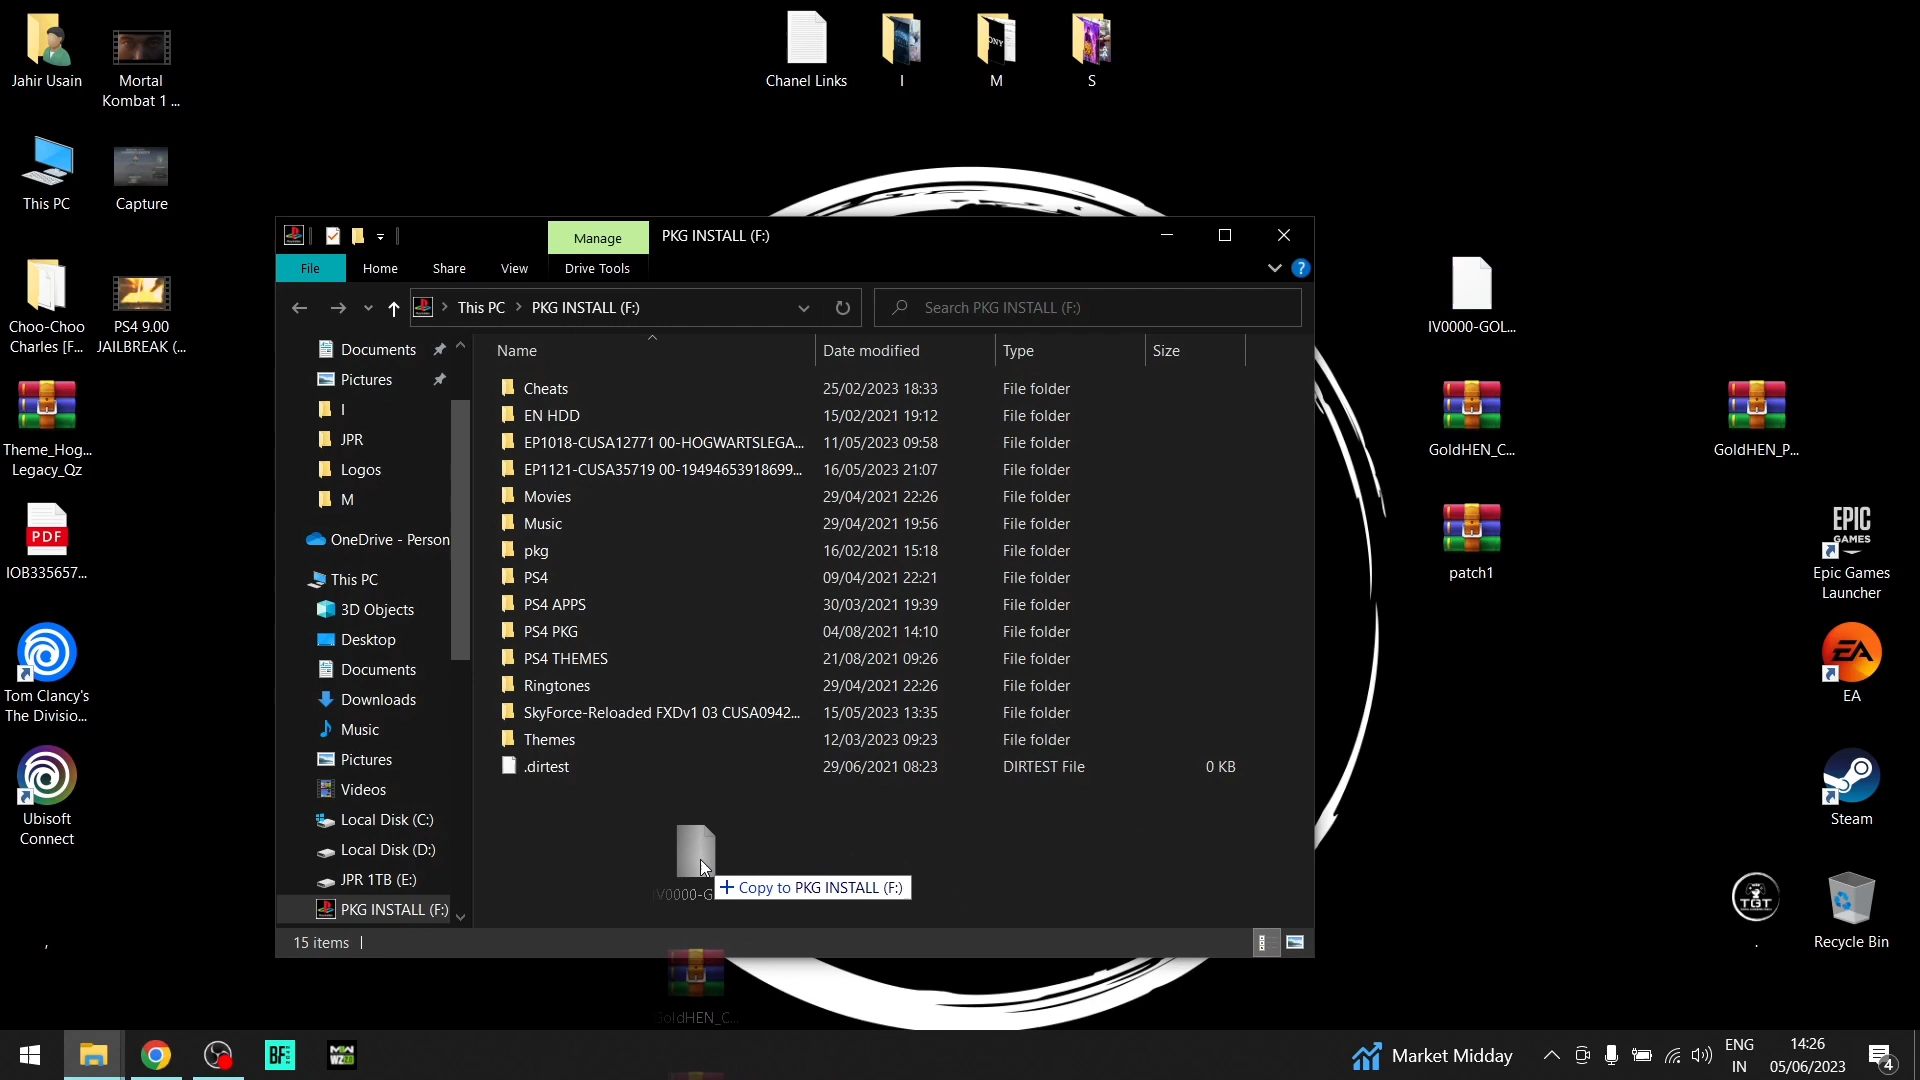 Jahir Usain
Mortal
Kombat 1 ...
Chanel Links
I
M
S
This PC
Capture
Choo-Choo
Charles [F...
PS4 9.00
JAILBREAK (...
Theme_Hog...
Legacy_Qz
PDF
IOB335657...
Tom Clancy's
The Divisio...
Ubisoft
Connect
,
Manage
PKG INSTALL (F:)
File
Home
Share
View
Drive Tools
This PC
PKG INSTALL (F:)
Search PKG INSTALL (F:)
Documents
Pictures
I
JPR
Logos
M
OneDrive - Person
This PC
3D Objects
Desktop
Documents
Downloads
Music
Pictures
Videos
Local Disk (C:)
Local Disk (D:)
JPR 1TB (E:)
PKG INSTALL (F:)
Name Date modified Type Size
Cheats 25/02/2023 18:33 File folder
EN HDD 15/02/2021 19:12 File folder
EP1018-CUSA12771 00-HOGWARTSLEGA... 11/05/2023 09:58 File folder
EP1121-CUSA35719 00-19494653918699... 16/05/2023 21:07 File folder
Movies 29/04/2021 22:26 File folder
Music 29/04/2021 19:56 File folder
pkg 16/02/2021 15:18 File folder
PS4 09/04/2021 22:21 File folder
PS4 APPS 30/03/2021 19:39 File folder
PS4 PKG 04/08/2021 14:10 File folder
PS4 THEMES 21/08/2021 09:26 File folder
Ringtones 29/04/2021 22:26 File folder
SkyForce-Reloaded FXDv1 03 CUSA0942... 15/05/2023 13:35 File folder
Themes 12/03/2023 09:23 File folder
.dirtest 29/06/2021 08:23 DIRTEST File 0 KB
IV0000-G
Copy to PKG INSTALL (F:)
15 items
GoldHEN_C...
IV0000-GOL...
GoldHEN_C...
GoldHEN_P...
patch1
EPIC
GAMES
Epic Games
Launcher
EA
EA
Steam
TGT
.
Recycle Bin
BF
MW
WZ2.0
Market Midday
ENG
IN
14:26
05/06/2023
4